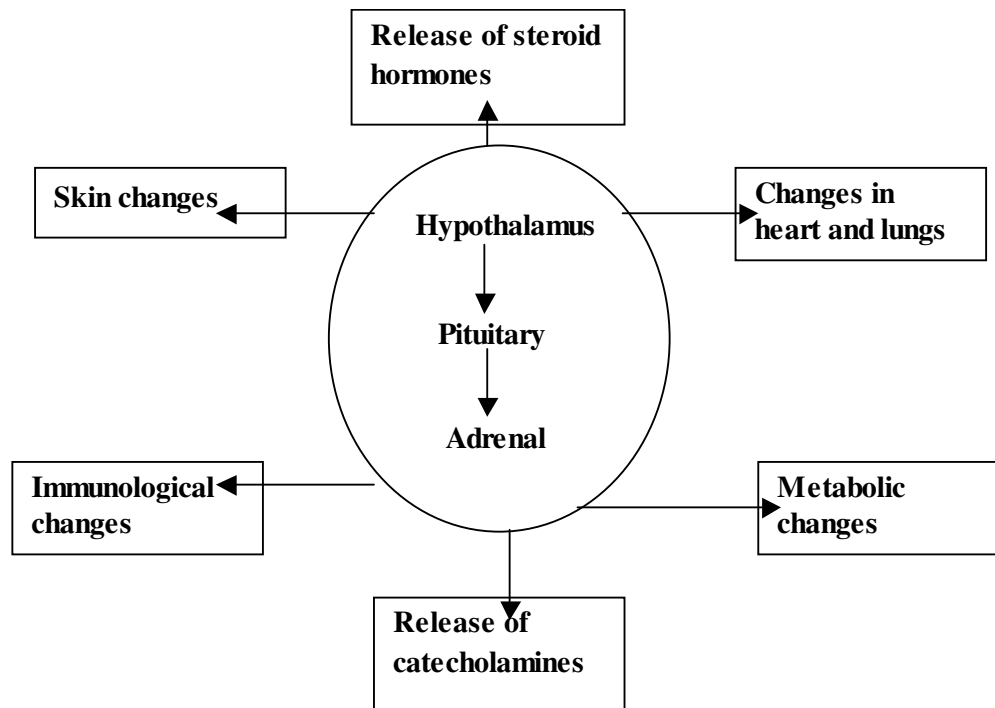 Release of steroid
hormones
Skin changes
Changes in
heart and lungs
Hypothalamus
Pituitary
Adrenal
Immunological
changes
Metabolic
changes
Release of
catecholamines